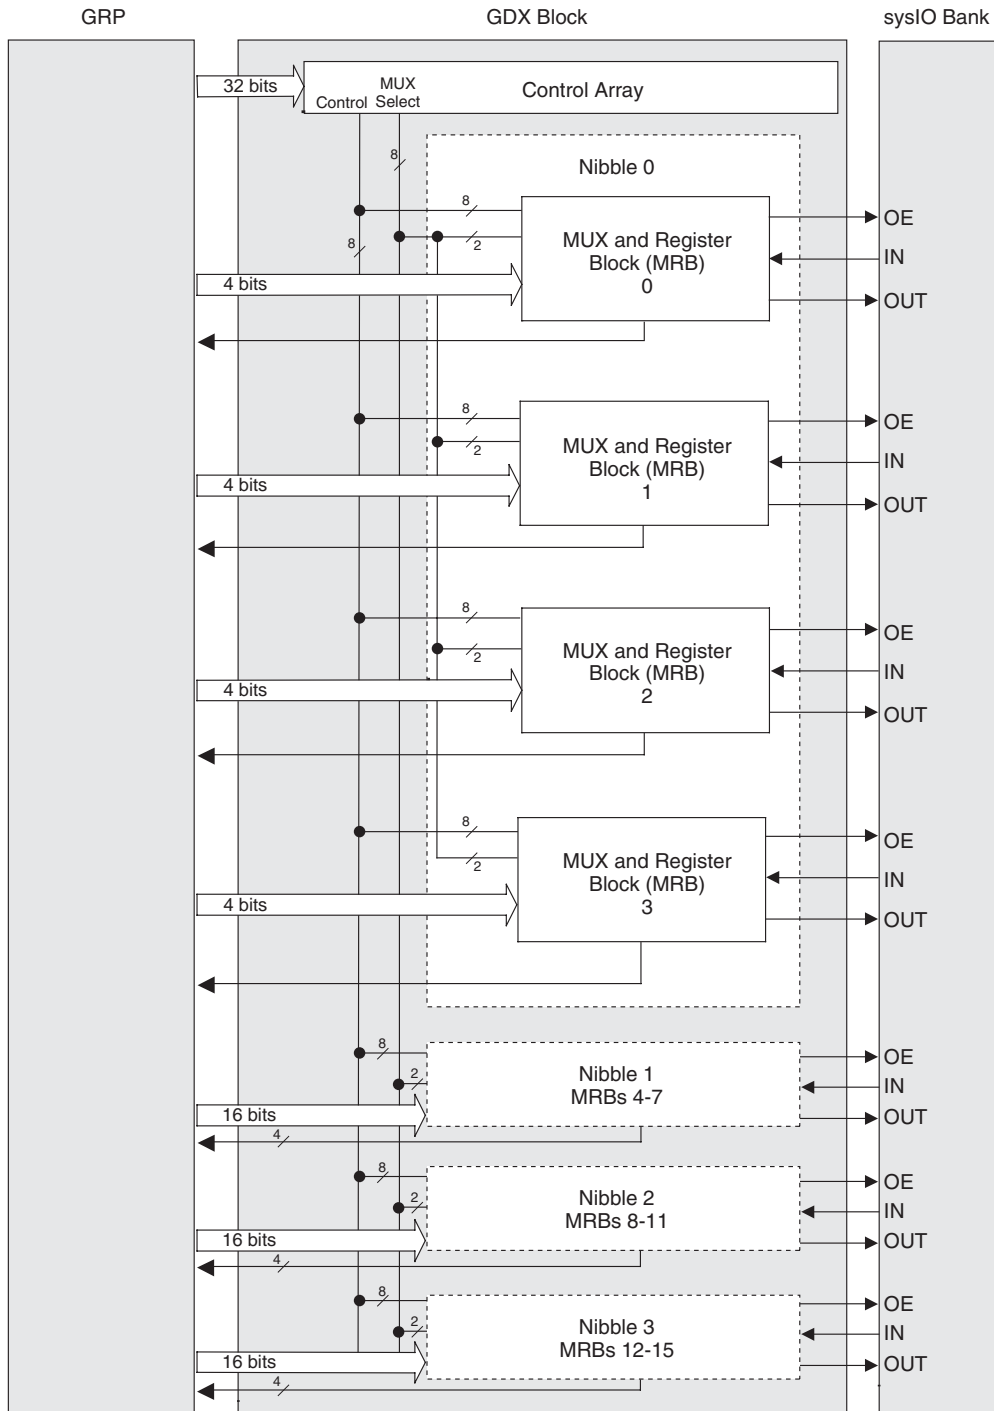 GRP
GDX Block
sysIO Bank
32 bits
MUX
Control Select
Control Array
8
Nibble 0
8
8
2
MUX and Register
Block (MRB)
0
OE
IN
OUT
4 bits
8
2
MUX and Register
Block (MRB)
1
OE
IN
OUT
4 bits
8
2
MUX and Register
Block (MRB)
2
OE
IN
OUT
4 bits
8
2
MUX and Register
Block (MRB)
3
OE
IN
OUT
4 bits
8
2
Nibble 1
MRBs 4-7
OE
IN
OUT
16 bits
4
8
2
Nibble 2
MRBs 8-11
OE
IN
OUT
16 bits
4
8
2
Nibble 3
MRBs 12-15
OE
IN
OUT
16 bits
4